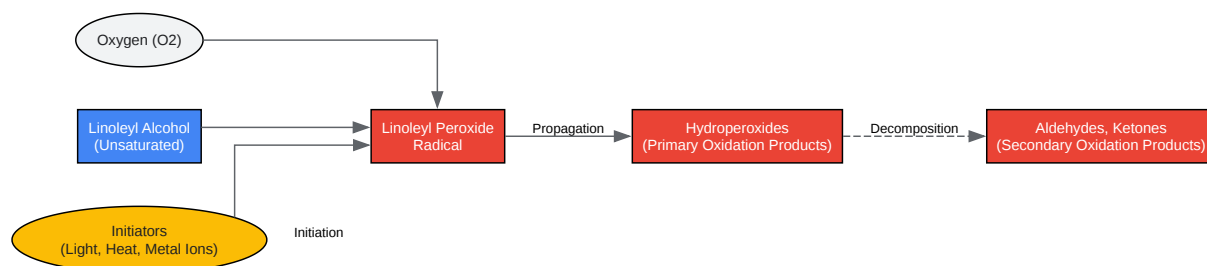 Oxygen (O2)
Linoleyl Alcohol
(Unsaturated)
Linoleyl Peroxide
Radical
Propagation
Hydroperoxides
(Primary Oxidation Products)
Decomposition
Aldehydes, Ketones
(Secondary Oxidation Products)
Initiators
(Light, Heat, Metal Ions)
Initiation